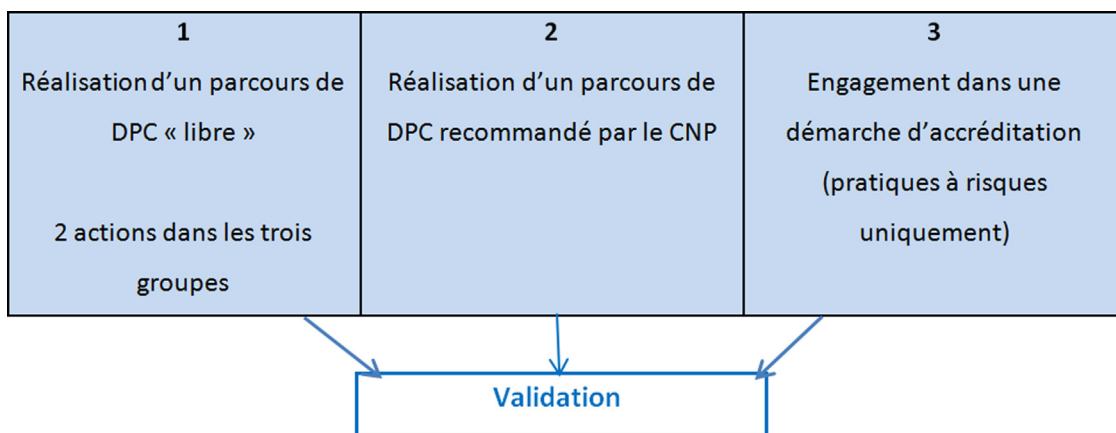 1
Réalisation d’un parcours de
DPC « libre »
2 actions dans les trois
groupes
2
Réalisation d’un parcours de
DPC recommandé par le CNP
3
Engagement dans une
démarche d’accréditation
(pratiques à risques
uniquement)
Validation